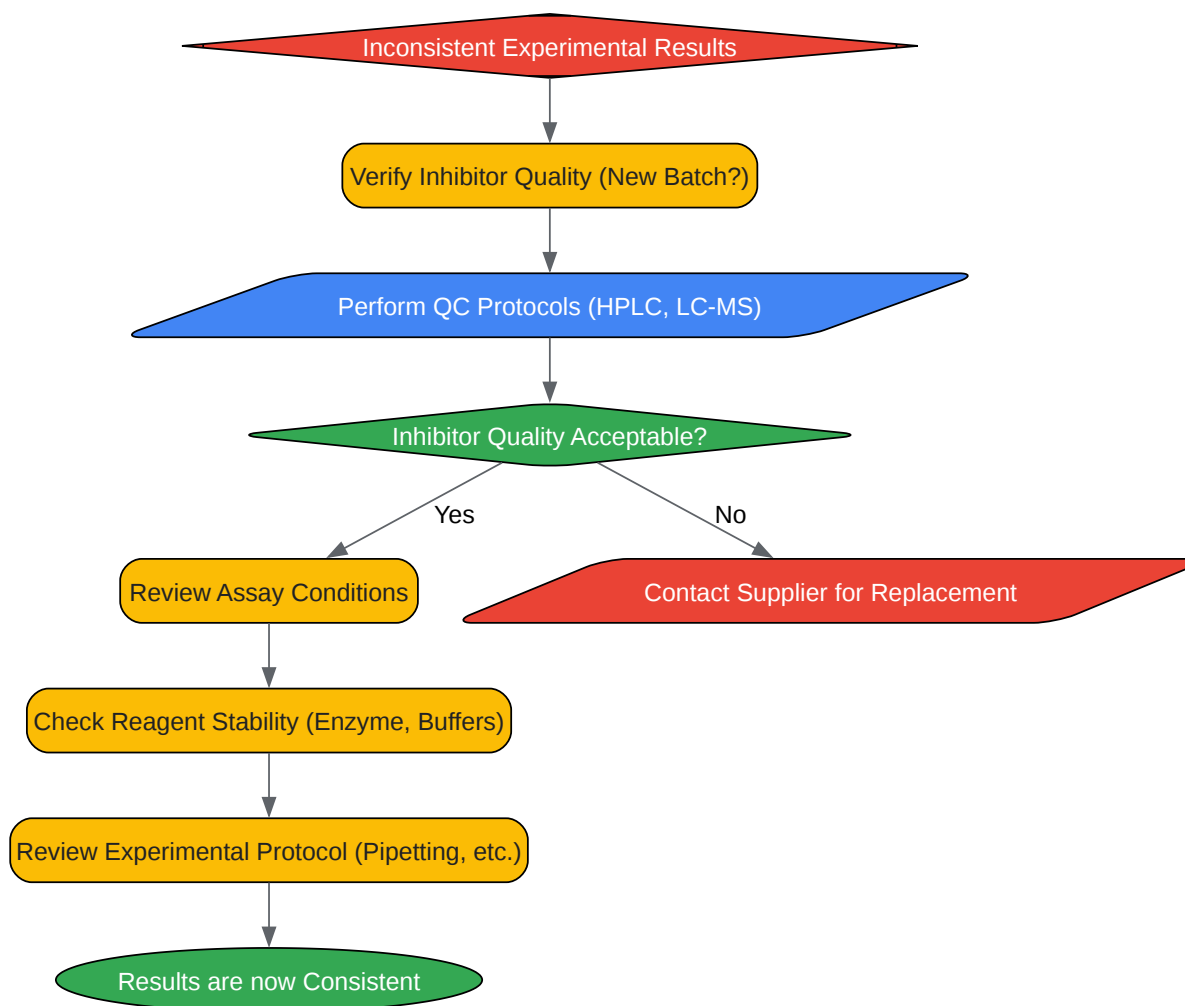 Inconsistent Experimental Results
Verify Inhibitor Quality (New Batch?)
Perform QC Protocols (HPLC, LC-MS)
Inhibitor Quality Acceptable?
Yes
No
Review Assay Conditions
Contact Supplier for Replacement
Check Reagent Stability (Enzyme, Buffers)
Review Experimental Protocol (Pipetting, etc.)
Results are now Consistent